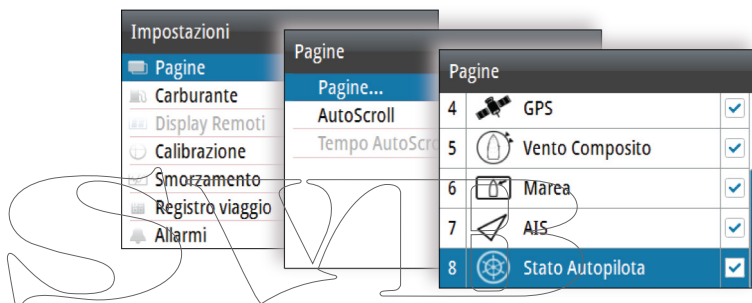 Impostazioni
Pagine
Carburante
Display Remoti
Calibrazione
Smorzamento
Registro viaggio
Allarmi
Pagine
Pagine...
AutoScroll
Tempo
Pagine
4 GPS
5 Vento Composito
6 Marea
7 AIS
8 Stato Autopilota
SVB